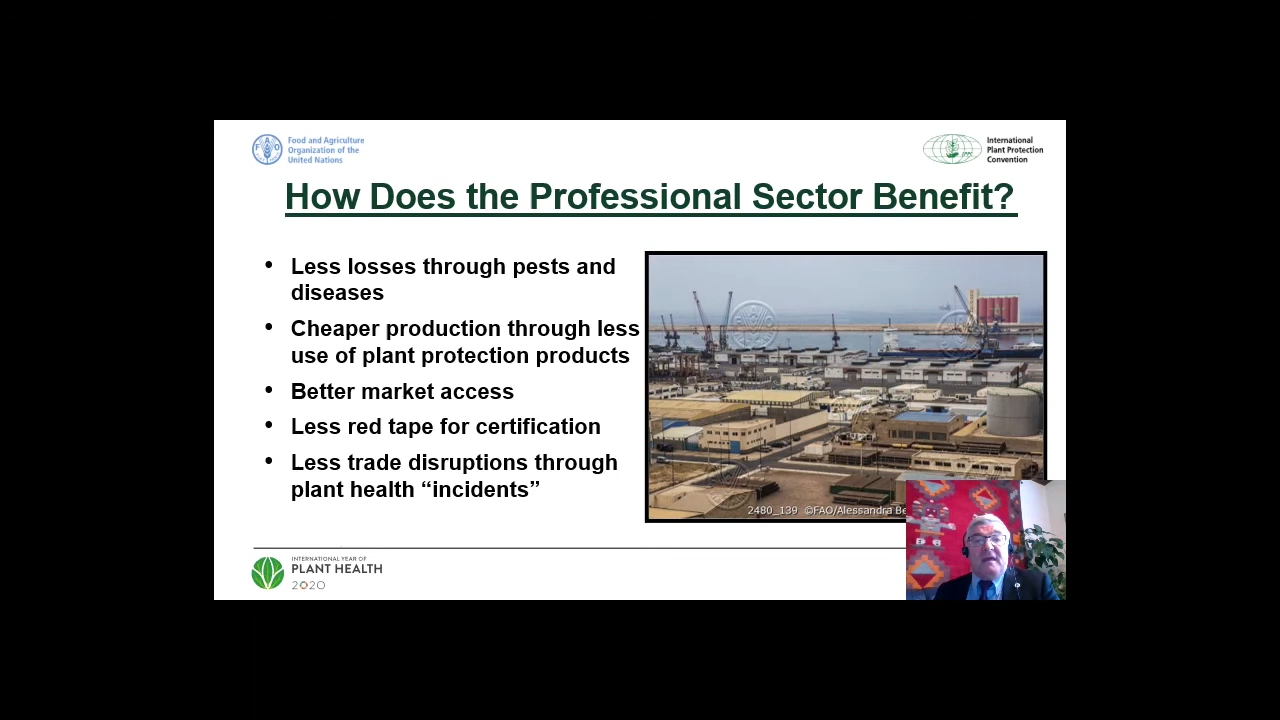 Food and Agriculture
Organization of the
United Nations
International
Plant Protection
Convention
How Does the Professional Sector Benefit?
• Less losses through pests and
diseases
• Cheaper production through less
use of plant protection products
• Better market access
• Less red tape for certification
• Less trade disruptions through
plant health “incidents”
2480_139 ©FAO/Alessandra
INTERNATIONAL YEAR OF
PLANT HEALTH
2020